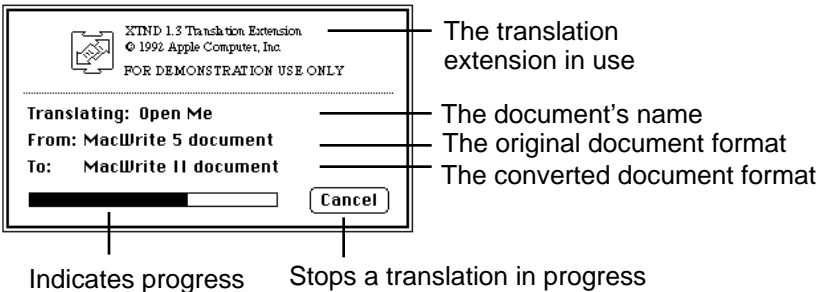 XTND 1.3 Translation Extension
© 1992 Apple Computer, Inc.
FOR DEMONSTRATION USE ONLY
The translation
extension in use
Translating: Open Me
The document's name
From: MacWrite 5 document
The original document format
To: MacWrite II document
The converted document format
Cancel
Indicates progress
Stops a translation in progress